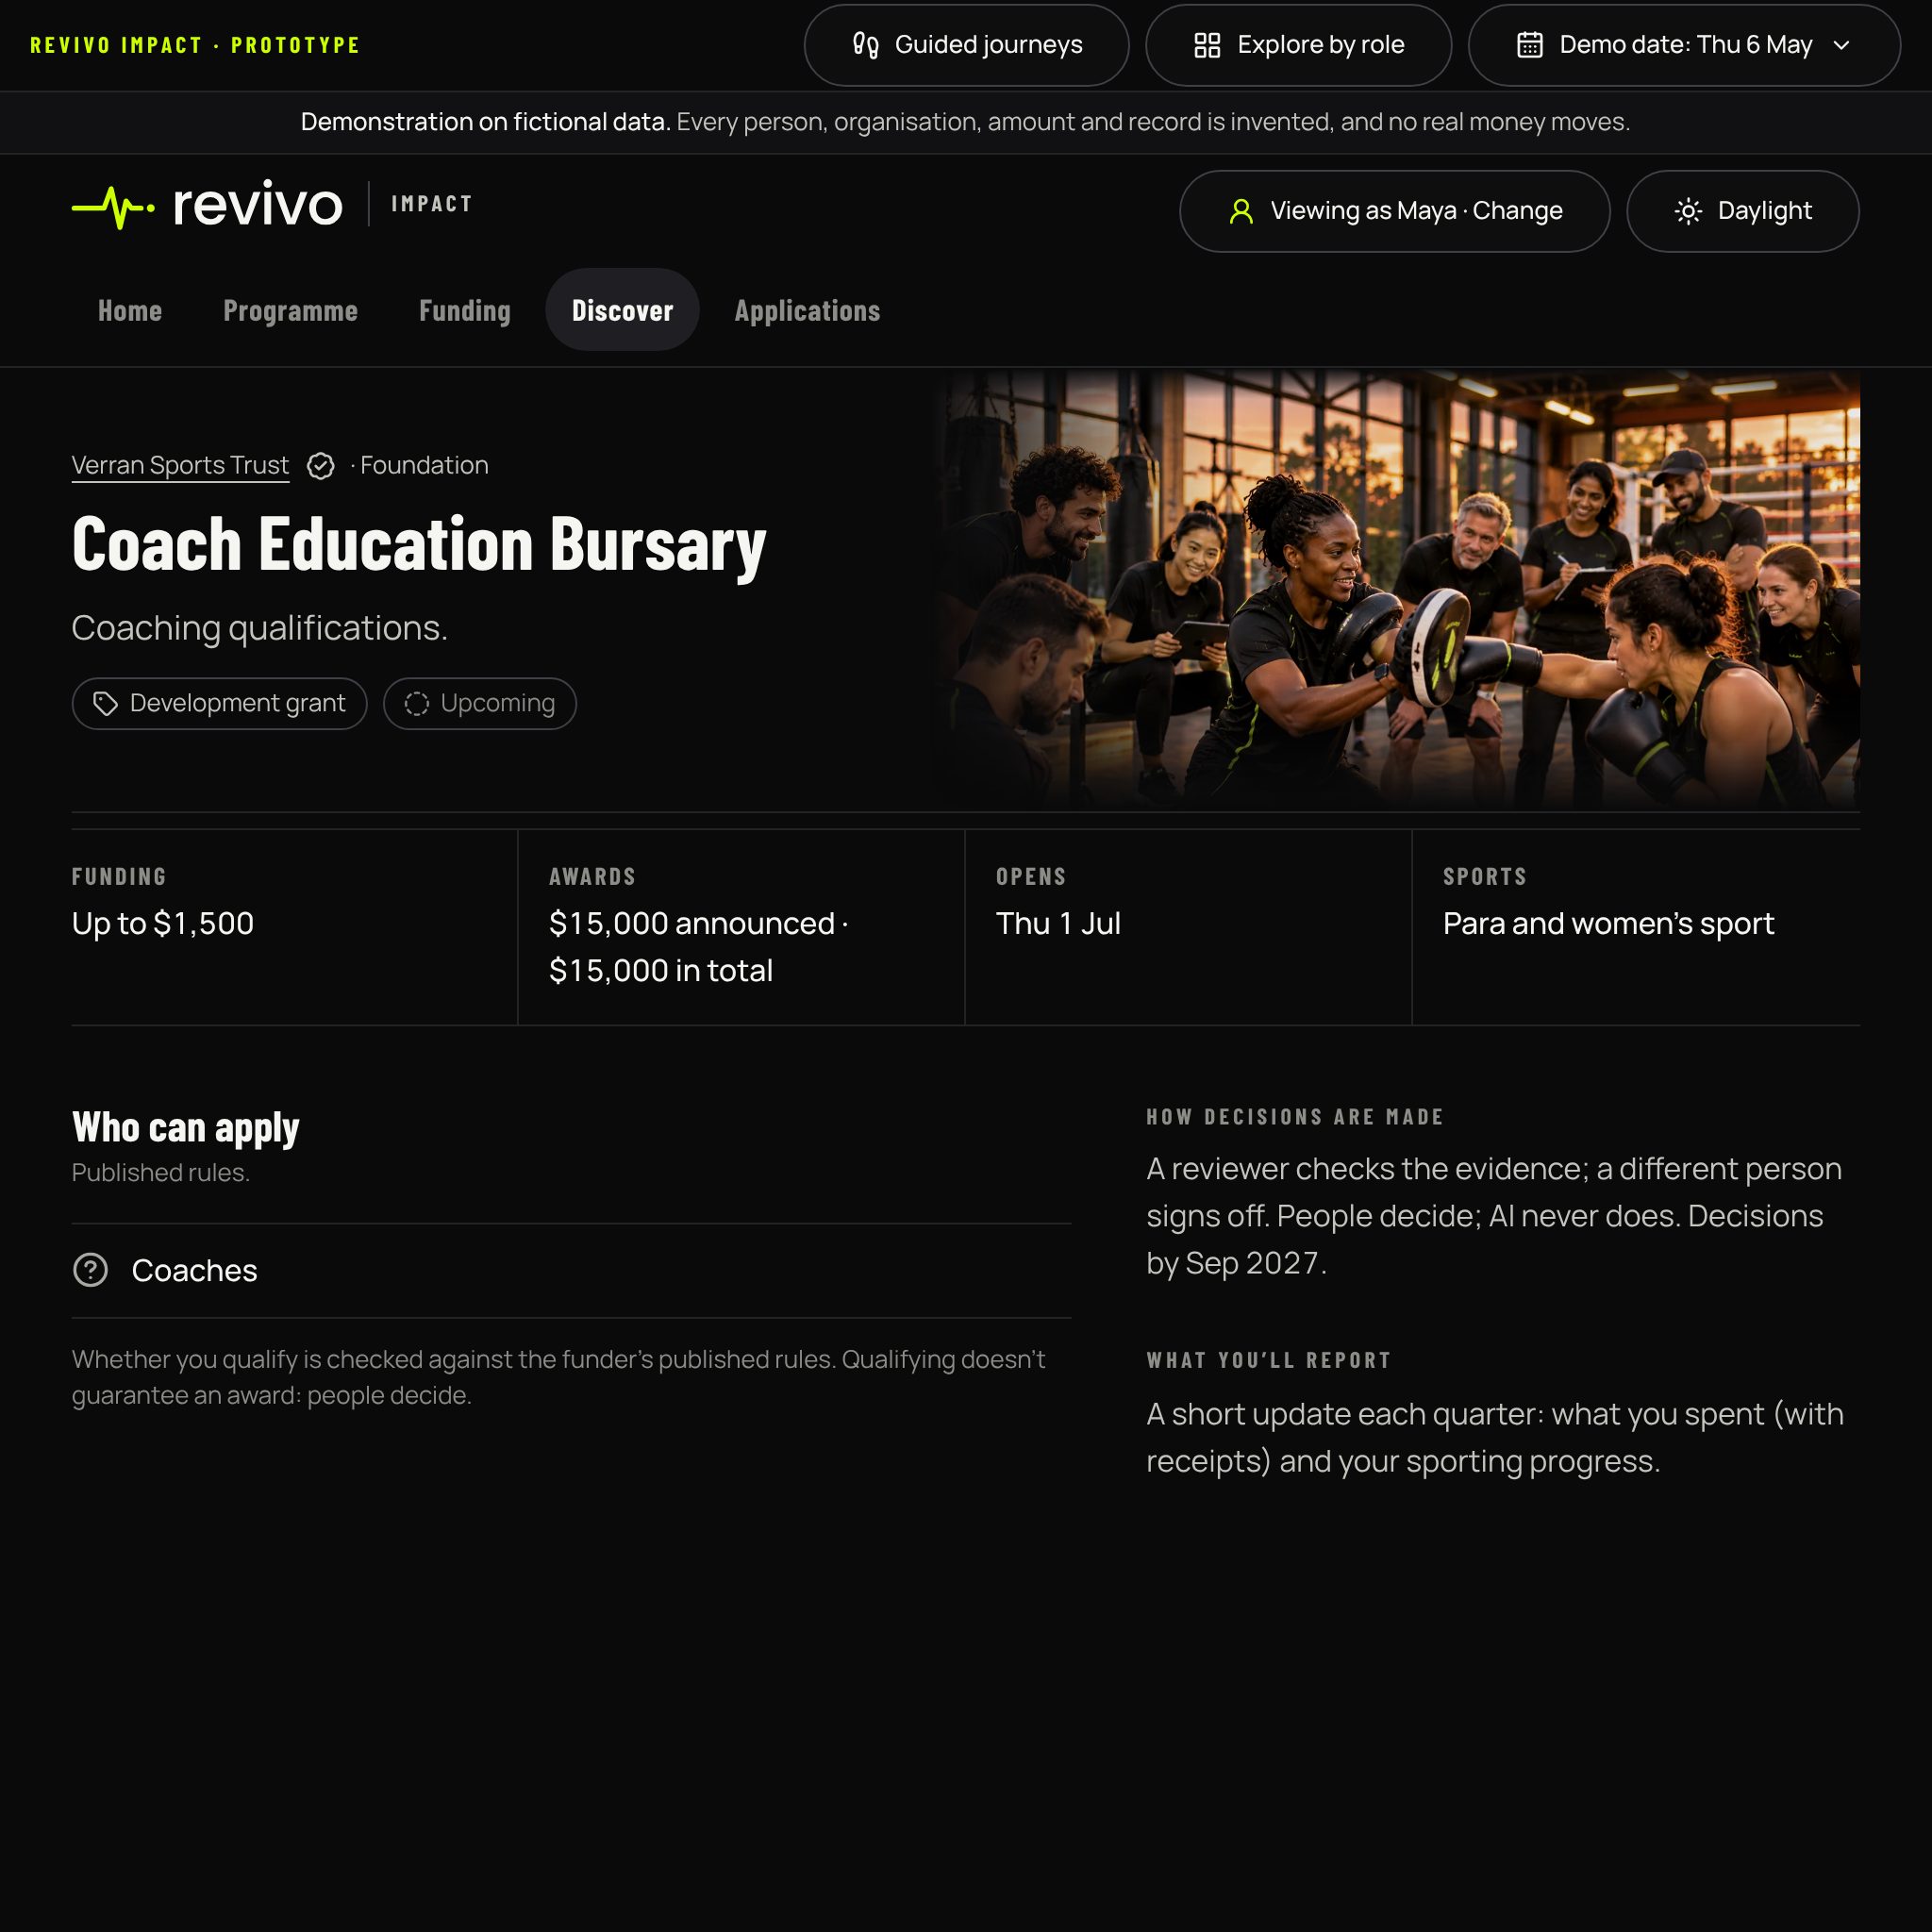 REVIVO IMPACT · PROTOTYPE
Guided journeys
Explore by role
Demo date: Thu 6 May
Demonstration on fictional data. Every person, organisation, amount and record is invented, and no real money moves.
revivo
IMPACT
Viewing as Maya · Change
Daylight
Home
Programme
Funding
Discover
Applications
Verran Sports Trust · Foundation
Coach Education Bursary
Coaching qualifications.
Development grant
Upcoming
FUNDING
Up to $1,500
AWARDS
$15,000 announced ·
$15,000 in total
OPENS
Thu 1 Jul
SPORTS
Para and women’s sport
Who can apply
Published rules.
Coaches
Whether you qualify is checked against the funder’s published rules. Qualifying doesn’t
guarantee an award: people decide.
HOW DECISIONS ARE MADE
A reviewer checks the evidence; a different person
signs off. People decide; AI never does. Decisions
by Sep 2027.
WHAT YOU’LL REPORT
A short update each quarter: what you spent (with
receipts) and your sporting progress.